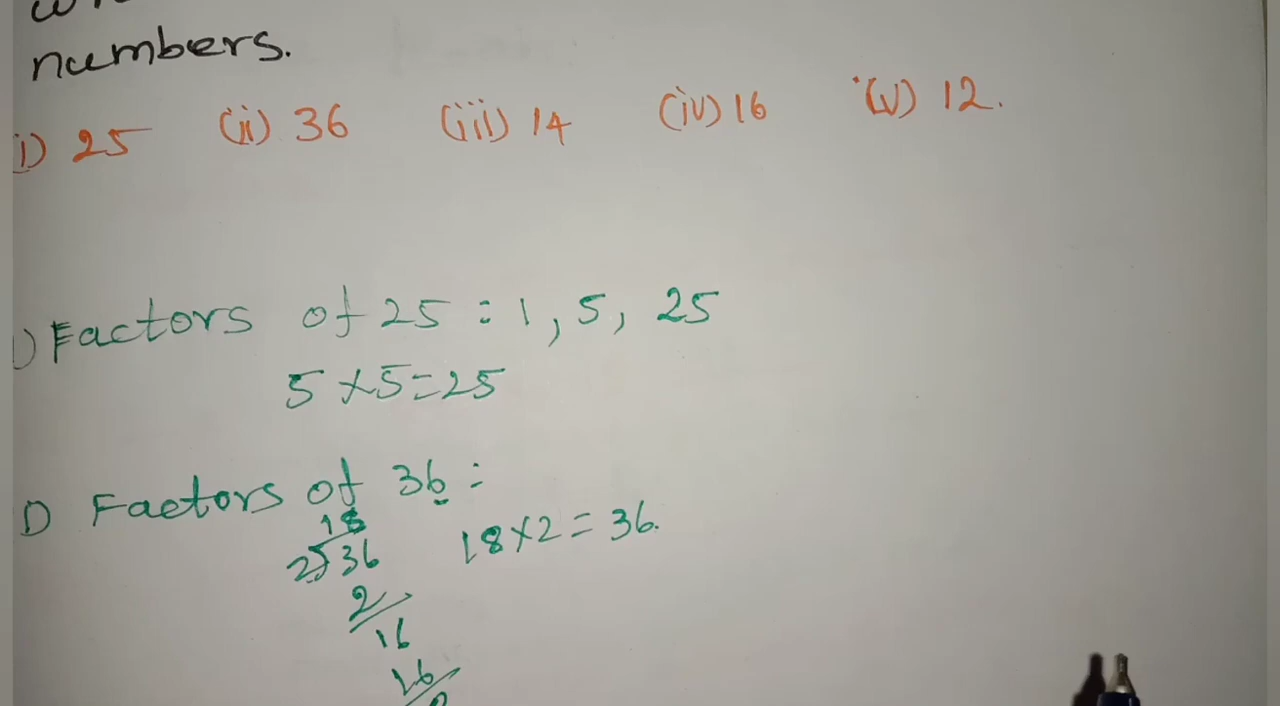 numbers.
i) 25 (ii) 36 (iii) 14 (iv) 16 (v) 12.
) Factors of 25 : 1, 5, 25
5 × 5 = 25
) Factors of 36 :
18
2)36 18 × 2 = 36.
2
16
16
0